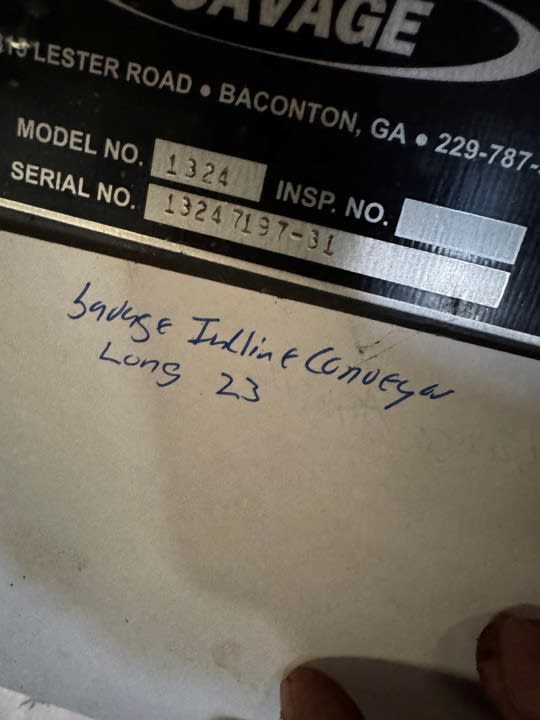 SAVAGE
LESTER ROAD • BACONTON, GA • 229-787-
MODEL NO. 1324 INSP. NO.
SERIAL NO. 13247197-31
Savage Incline Conveyor
Long 23